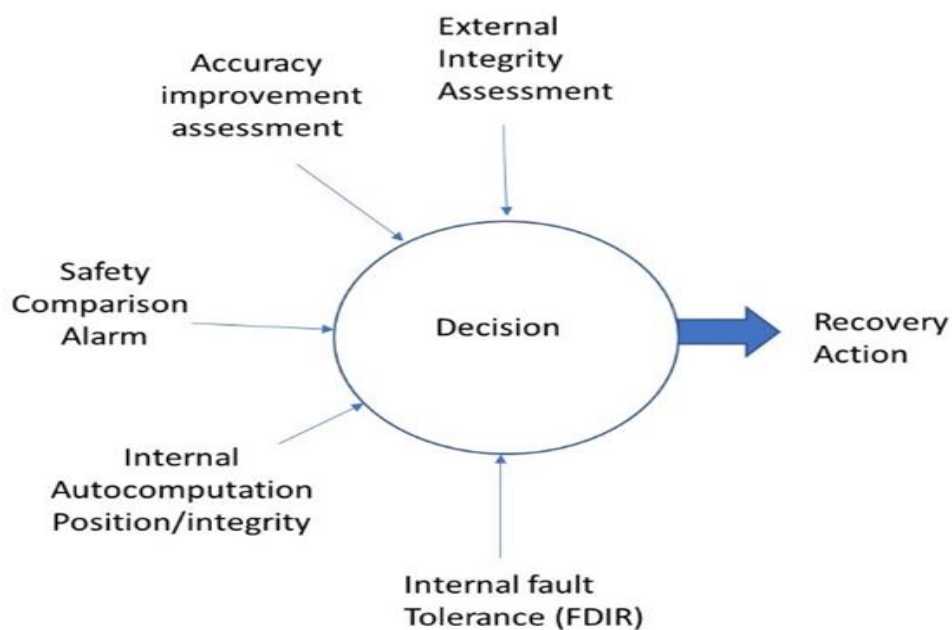 External
Integrity
Assessment
Accuracy
improvement
assessment
Safety
Comparison
Alarm
Decision
Recovery
Action
Internal
Autocomputation
Position/integrity
Internal fault
Tolerance (FDIR)